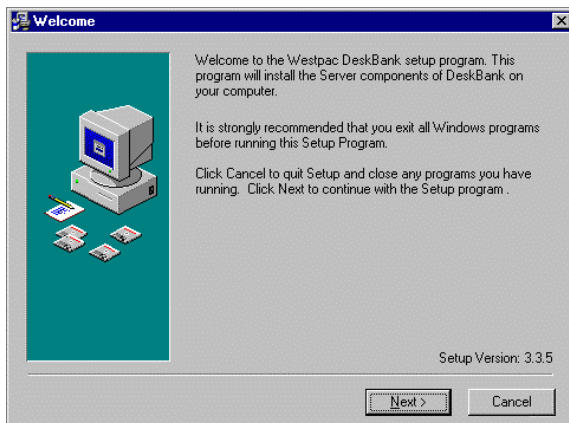 Welcome
Welcome to the Westpac DeskBank setup program. This
program will install the Server components of DeskBank on
your computer.
It is strongly recommended that you exit all Windows programs
before running this Setup Program.
Click Cancel to quit Setup and close any programs you have
running. Click Next to continue with the Setup program .
Setup Version: 3.3.5
Next >
Cancel